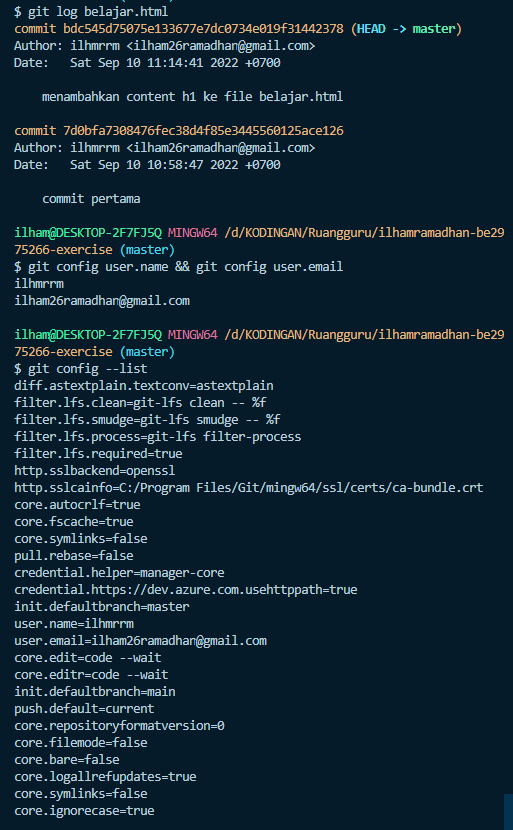 $ git log belajar.html
commit bdc545d75075e133677e7dc0734e019f31442378 (HEAD -> master)
Author: ilhmrrm <ilham26ramadhan@gmail.com>
Date:   Sat Sep 10 11:14:41 2022 +0700
menambahkan content h1 ke file belajar.html
commit 7d0bfa7308476fec38d4f85e3445560125ace126
Author: ilhmrrm <ilham26ramadhan@gmail.com>
Date:   Sat Sep 10 10:58:47 2022 +0700
commit pertama
ilham@DESKTOP-2F7FJ5Q MINGW64 /d/KODINGAN/Ruangguru/ilhamramadhan-be29
75266-exercise (master)
$ git config user.name && git config user.email
ilhmrrm
ilham26ramadhan@gmail.com
ilham@DESKTOP-2F7FJ5Q MINGW64 /d/KODINGAN/Ruangguru/ilhamramadhan-be29
75266-exercise (master)
$ git config --list
diff.astextplain.textconv=astextplain
filter.lfs.clean=git-lfs clean -- %f
filter.lfs.smudge=git-lfs smudge -- %f
filter.lfs.process=git-lfs filter-process
filter.lfs.required=true
http.sslbackend=openssl
http.sslcainfo=C:/Program Files/Git/mingw64/ssl/certs/ca-bundle.crt
core.autocrlf=true
core.fscache=true
core.symlinks=false
pull.rebase=false
credential.helper=manager-core
credential.https://dev.azure.com.usehttppath=true
init.defaultbranch=master
user.name=ilhmrrm
user.email=ilham26ramadhan@gmail.com
core.edit=code --wait
core.editr=code --wait
init.defaultbranch=main
push.default=current
core.repositoryformatversion=0
core.filemode=false
core.bare=false
core.logallrefupdates=true
core.symlinks=false
core.ignorecase=true